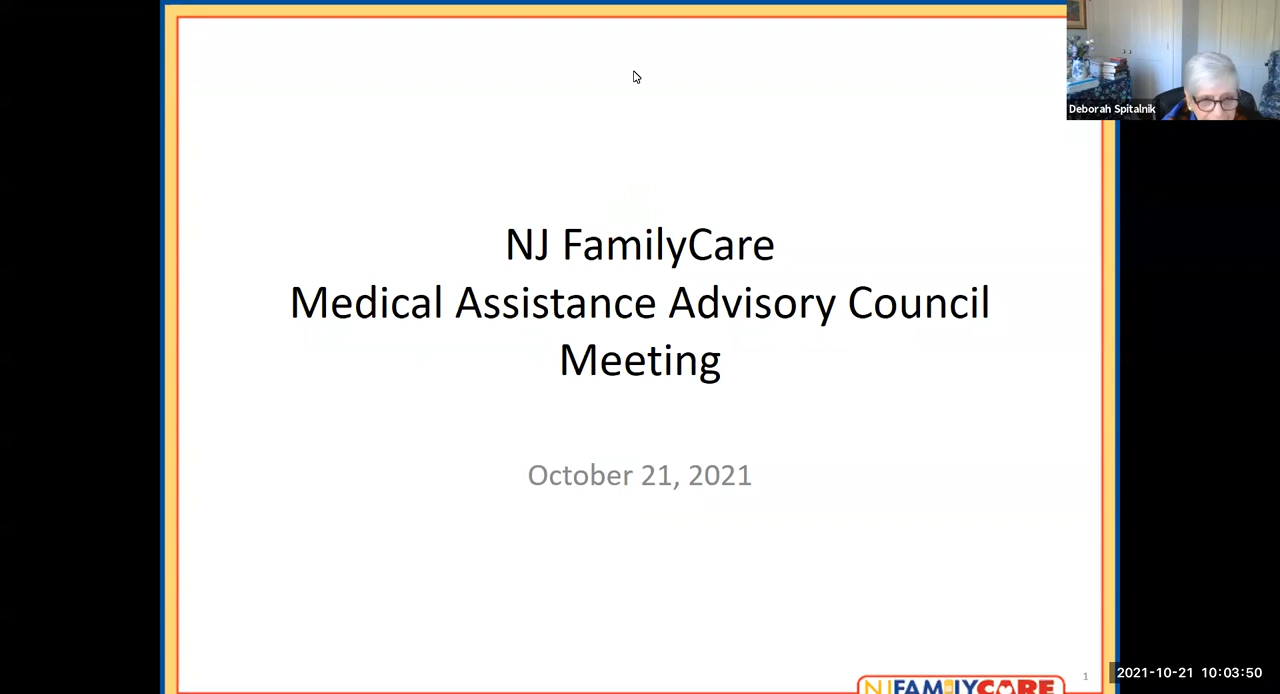 Deborah Spitalnik
NJ FamilyCare
Medical Assistance Advisory Council
Meeting
October 21, 2021
1
2021-10-21 10:03:50
NJFAMILYCARE